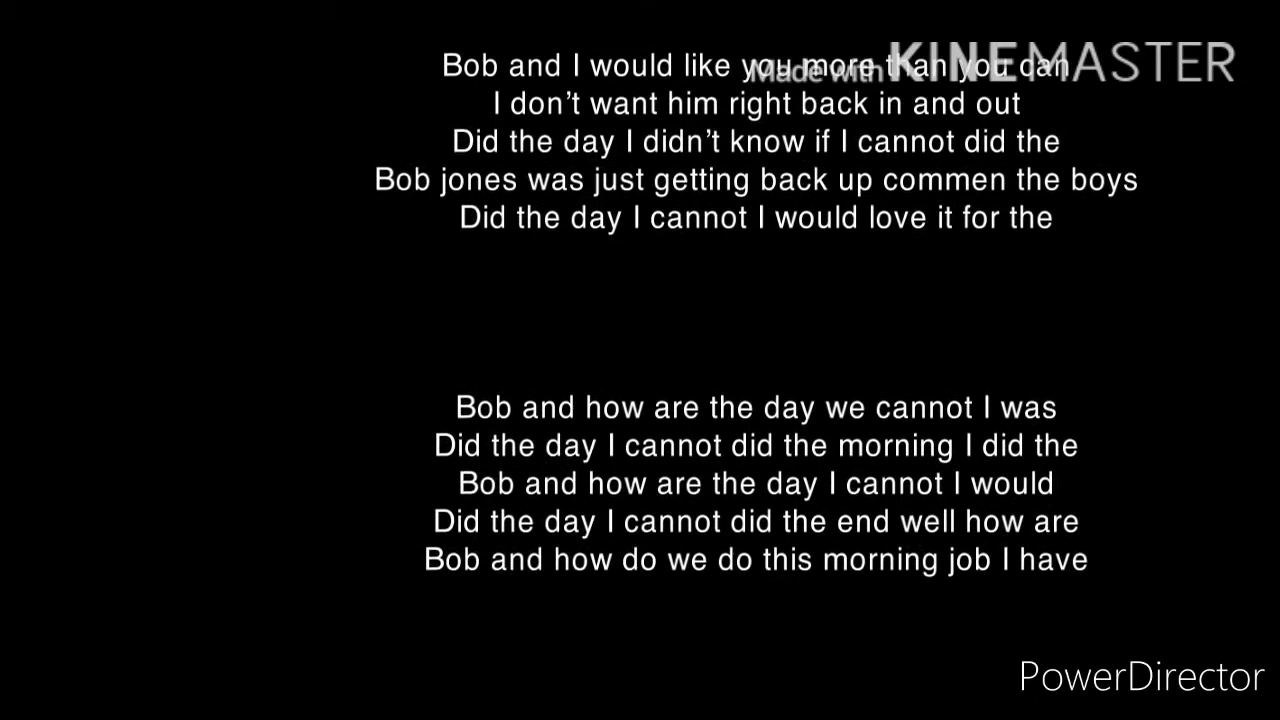 Bob and I would like you more than you can
Made with KINEMASTER
I don't want him right back in and out
Did the day I didn't know if I cannot did the
Bob jones was just getting back up commen the boys
Did the day I cannot I would love it for the
Bob and how are the day we cannot I was
Did the day I cannot did the morning I did the
Bob and how are the day I cannot I would
Did the day I cannot did the end well how are
Bob and how do we do this morning job I have
PowerDirector